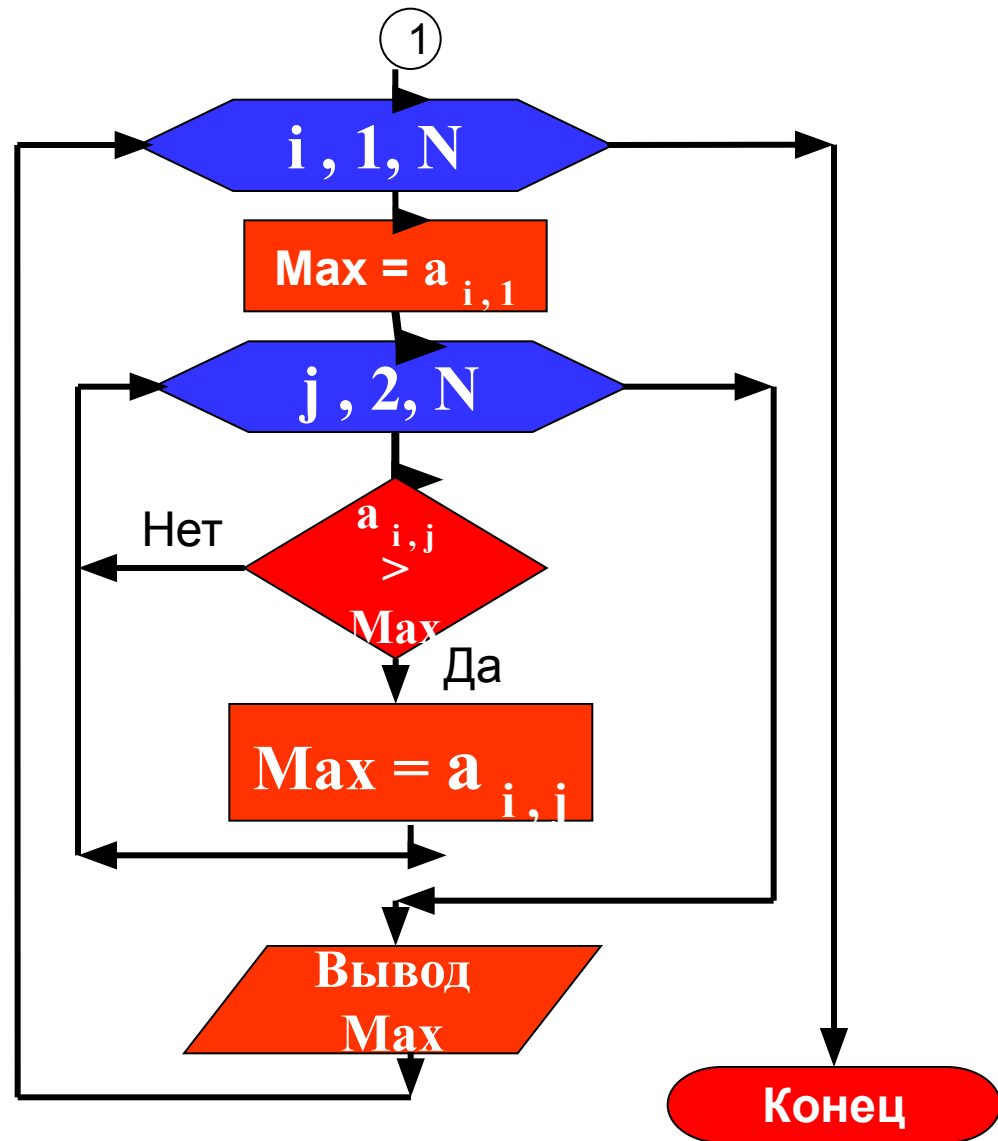 1
i , 1, N
Max = a i , 1
j , 2, N
Нет
a i , j
>
Max
Да
Max = a i , j
Вывод
Max
Конец